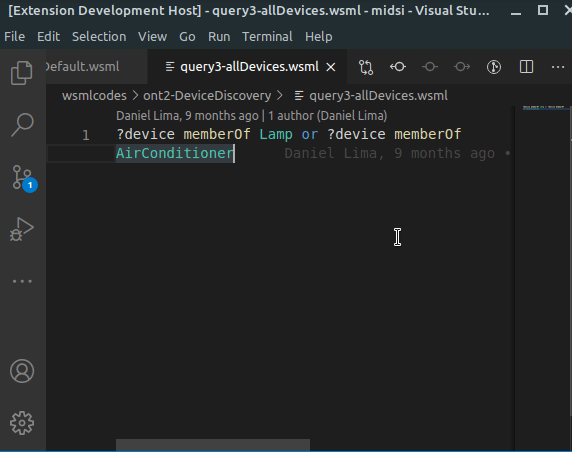 [Extension Development Host] - query3-allDevices.wsml - midsi - Visual Stu...
File Edit Selection View Go Run Terminal Help
Default.wsml query3-allDevices.wsml
wsmlcodes > ont2-DeviceDiscovery > query3-allDevices.wsml
Daniel Lima, 9 months ago | 1 author (Daniel Lima)
1 ?device memberOf Lamp or ?device memberOf
AirConditioner Daniel Lima, 9 months ago •
1